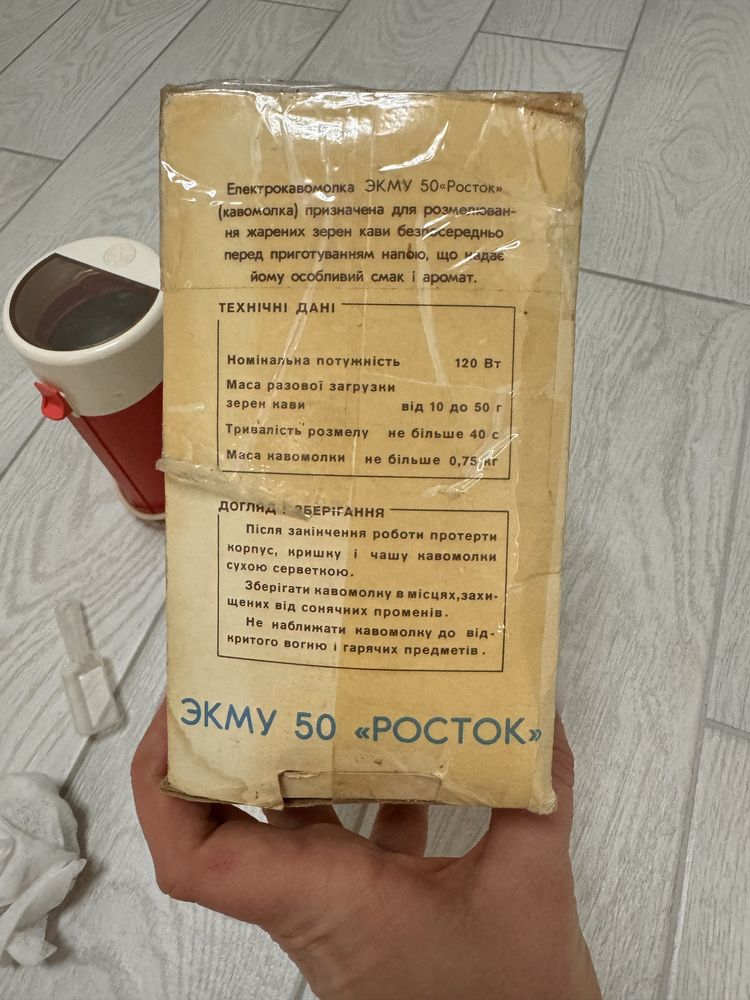 Електрокавомолка ЭКМУ 50«Росток»
(кавомолка) призначена для розмелюван-
ня жарених зерен кави безпосередньо
перед приготуванням напою, що надає
йому особливий смак і аромат.
ТЕХНІЧНІ ДАНІ
Номінальна потужність 120 Вт
Маса разової загрузки
зерен кави від 10 до 50 г
Тривалість розмелу не більше 40 с
Маса кавомолки не більше 0,75 кг
ДОГЛЯД І ЗБЕРІГАННЯ
Після закінчення роботи протерти
корпус, кришку і чашу кавомолки
сухою серветкою.
Зберігати кавомолку в місцях,захи-
щених від сонячних променів.
Не наближати кавомолку до від-
критого вогню і гарячих предметів.
ЭКМУ 50 «РОСТОК»